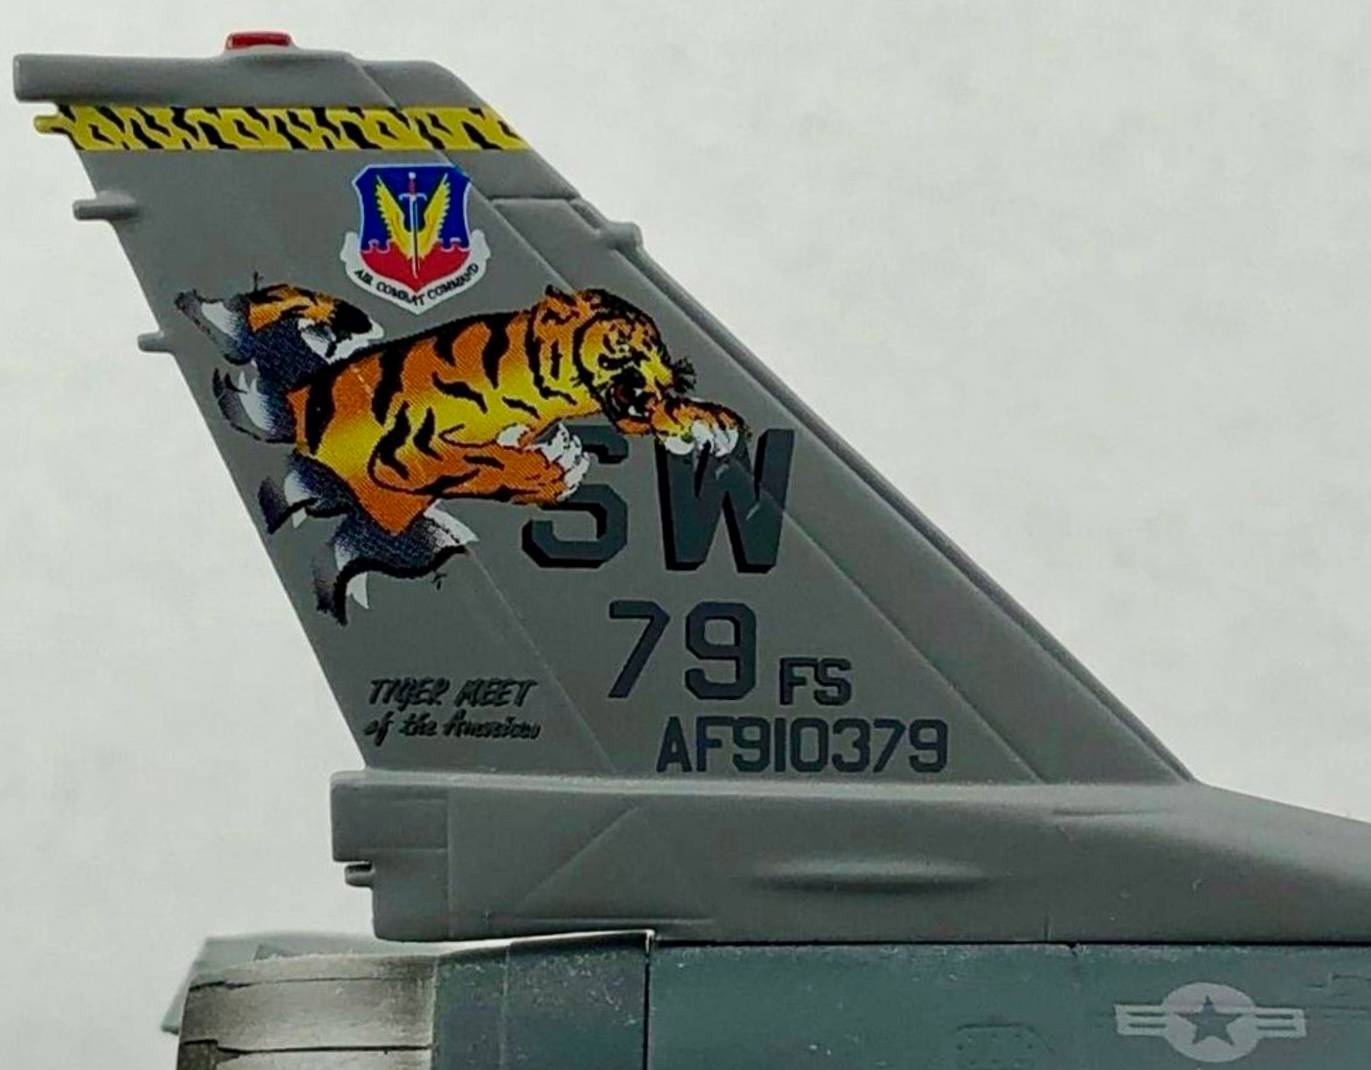 AIR COMBAT COMMAND
SW
79 FS
TIGER MEET
of the Americas
AF910379